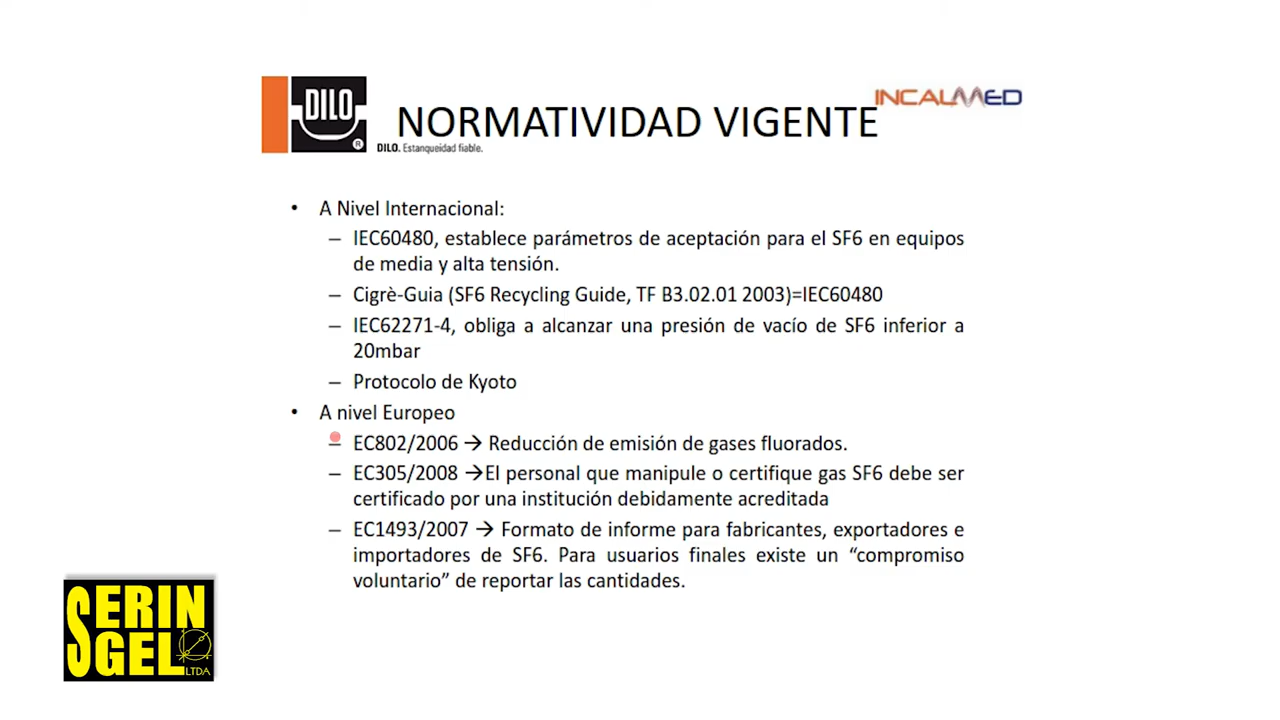 DILO
®
NORMATIVIDAD VIGENTE
INCALMED
DILO. Estanqueidad fiable.
• A Nivel Internacional:
– IEC60480, establece parámetros de aceptación para el SF6 en equipos
de media y alta tensión.
– Cigrè-Guia (SF6 Recycling Guide, TF B3.02.01 2003)=IEC60480
– IEC62271-4, obliga a alcanzar una presión de vacío de SF6 inferior a
20mbar
– Protocolo de Kyoto
• A nivel Europeo
– EC802/2006 → Reducción de emisión de gases fluorados.
– EC305/2008 →El personal que manipule o certifique gas SF6 debe ser
certificado por una institución debidamente acreditada
– EC1493/2007 → Formato de informe para fabricantes, exportadores e
importadores de SF6. Para usuarios finales existe un “compromiso
voluntario” de reportar las cantidades.
SERIN
GEL
LTDA